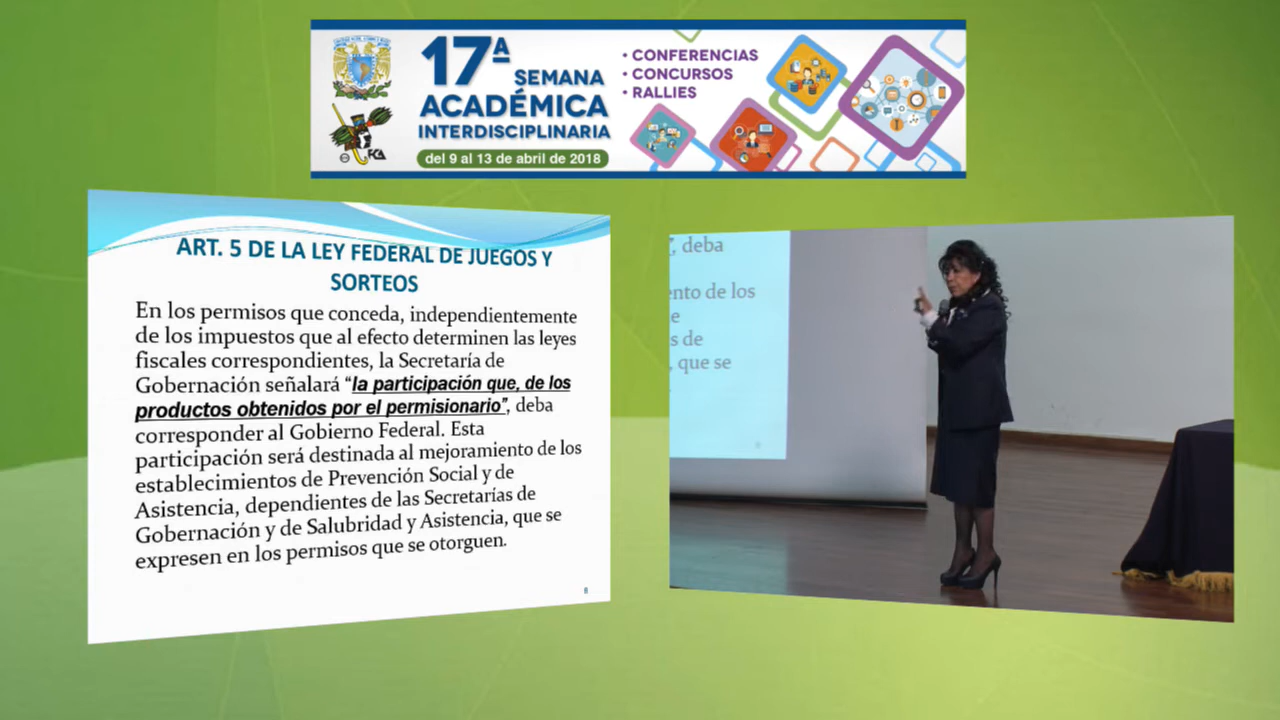 17ª
SEMANA
ACADÉMICA
INTERDISCIPLINARIA
del 9 al 13 de abril de 2018
• CONFERENCIAS
• CONCURSOS
• RALLIES
FCA
ART. 5 DE LA LEY FEDERAL DE JUEGOS Y
SORTEOS
En los permisos que conceda, independientemente
de los impuestos que al efecto determinen las leyes
fiscales correspondientes, la Secretaría de
Gobernación señalará “la participación que, de los
productos obtenidos por el permisionario”, deba
corresponder al Gobierno Federal. Esta
participación será destinada al mejoramiento de los
establecimientos de Prevención Social y de
Asistencia, dependientes de las Secretarías de
Gobernación y de Salubridad y Asistencia, que se
expresen en los permisos que se otorguen.
8
”, deba
ento de los
e
s de
, que se